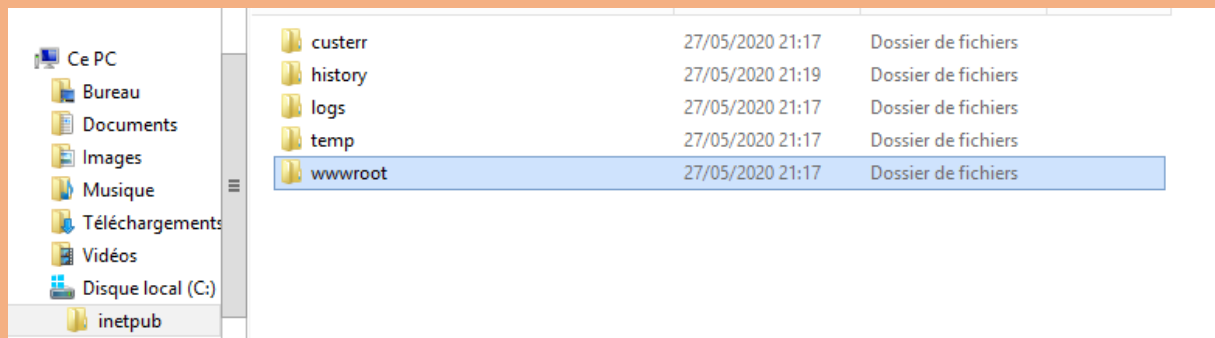 Ce PC
Bureau
Documents
Images
Musique
Téléchargements
Vidéos
Disque local (C:)
inetpub
custerr 27/05/2020 21:17 Dossier de fichiers
history 27/05/2020 21:19 Dossier de fichiers
logs 27/05/2020 21:17 Dossier de fichiers
temp 27/05/2020 21:17 Dossier de fichiers
wwwroot 27/05/2020 21:17 Dossier de fichiers